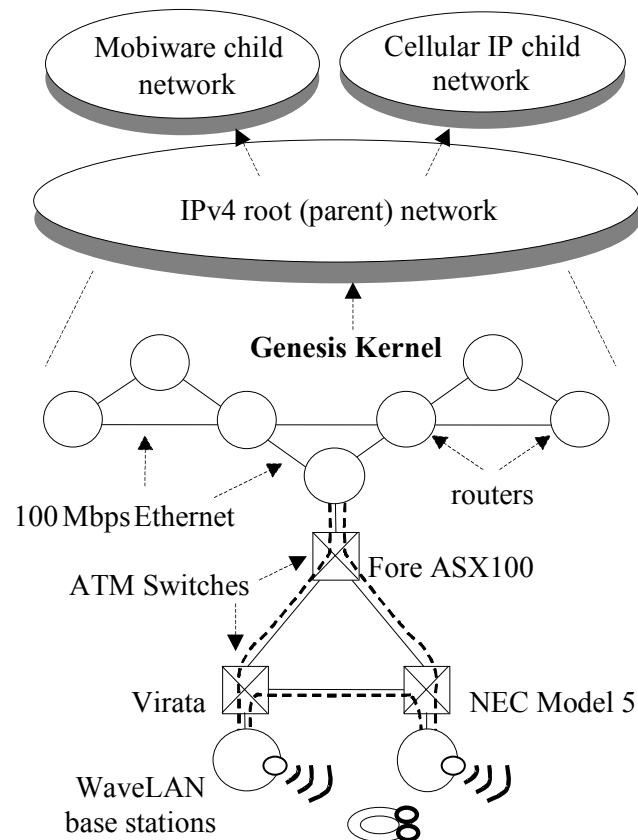 Mobiware child
network
Cellular IP child
network
IPv4 root (parent) network
Genesis Kernel
routers
100 Mbps Ethernet
Fore ASX100
ATM Switches
Virata
NEC Model 5
WaveLAN
base stations